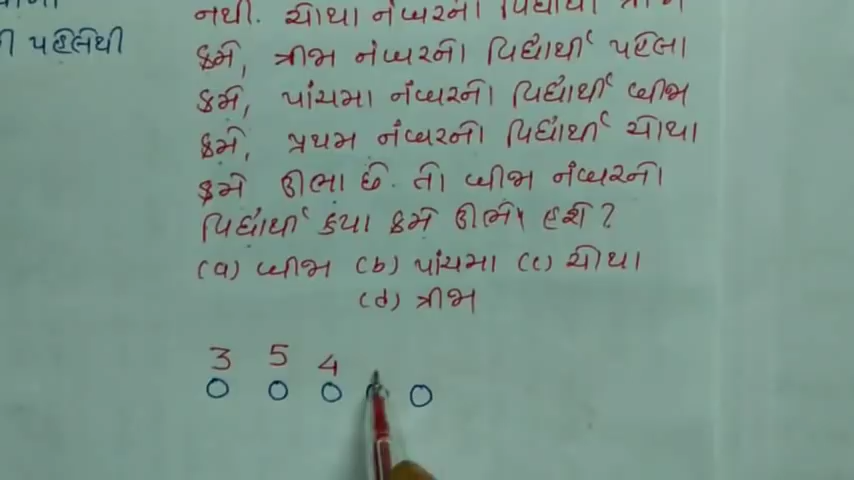 નથી. ચોથા નંબરનો વિદ્યાર્થી ત્રીજા
ી પહેલેથી
ક્રમે, ત્રીજા નંબરનો વિદ્યાર્થી પહેલા
ક્રમે, પાંચમા નંબરનો વિદ્યાર્થી બીજા
ક્રમે, પ્રથમ નંબરનો વિદ્યાર્થી ચોથા
ક્રમે ઊભા છે. તો બીજા નંબરનો
વિદ્યાર્થી કયા ક્રમે ઊભો હશે?
(a) બીજા (b) પાંચમા (c) ચોથા
(d) ત્રીજા
3 5 4